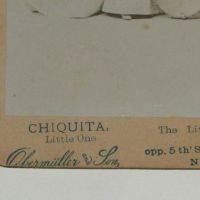 CHIQUITA, The Li
Little One
Obermüller & Son, opp. 5 th' S
N